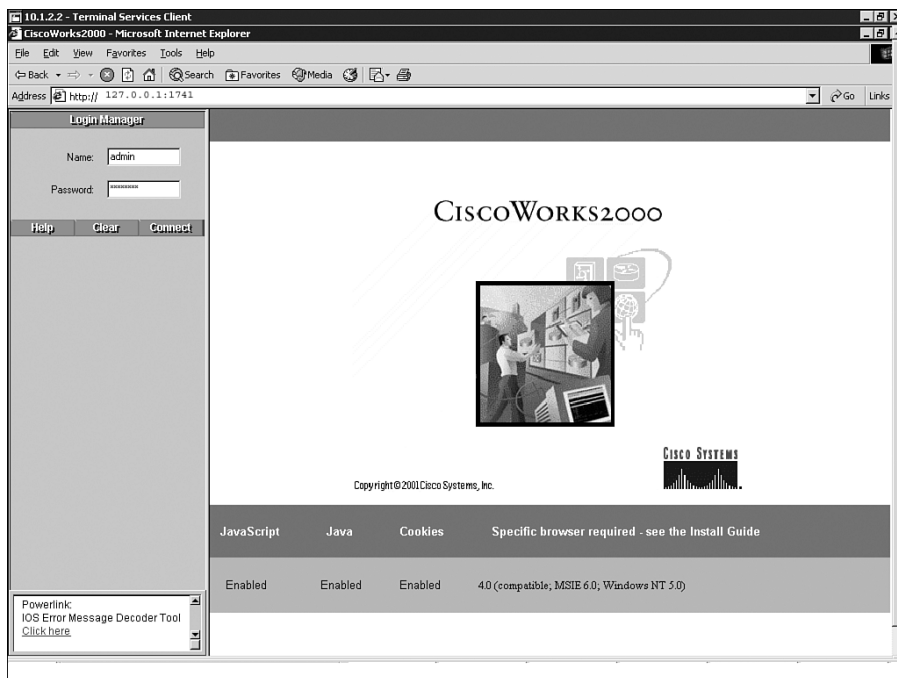 10.1.2.2 - Terminal Services Client
CiscoWorks2000 - Microsoft Internet Explorer
File Edit View Favorites Tools Help
Back Search Favorites Media
Address http:// 127.0.0.1:1741 Go Links
Login Manager
Name: admin
Password: ********
Help Clear Connect
CISCOWORKS2000
Copyright©2001Cisco Systems, Inc.
CISCO SYSTEMS
JavaScript Java Cookies Specific browser required - see the Install Guide
Enabled Enabled Enabled 4.0 (compatible; MSIE 6.0; Windows NT 5.0)
Powerlink:
IOS Error Message Decoder Tool
Click here